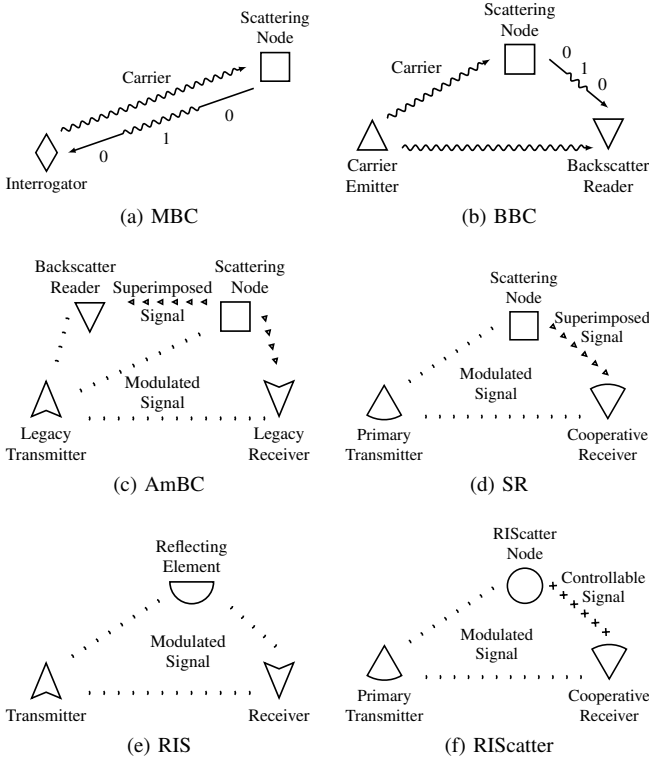 Scattering
Node
Carrier
0
1
0
Interrogator
(a) MBC
Scattering
Node
Carrier
0
1
0
Carrier
Emitter
Backscatter
Reader
(b) BBC
Backscatter
Reader
Superimposed
Signal
Scattering
Node
Modulated
Signal
Legacy
Transmitter
Legacy
Receiver
(c) AmBC
Scattering
Node
Superimposed
Signal
Modulated
Signal
Primary
Transmitter
Cooperative
Receiver
(d) SR
Reflecting
Element
Modulated
Signal
Transmitter
Receiver
(e) RIS
RIScatter
Node
Controllable
Signal
Modulated
Signal
Primary
Transmitter
Cooperative
Receiver
(f) RIScatter